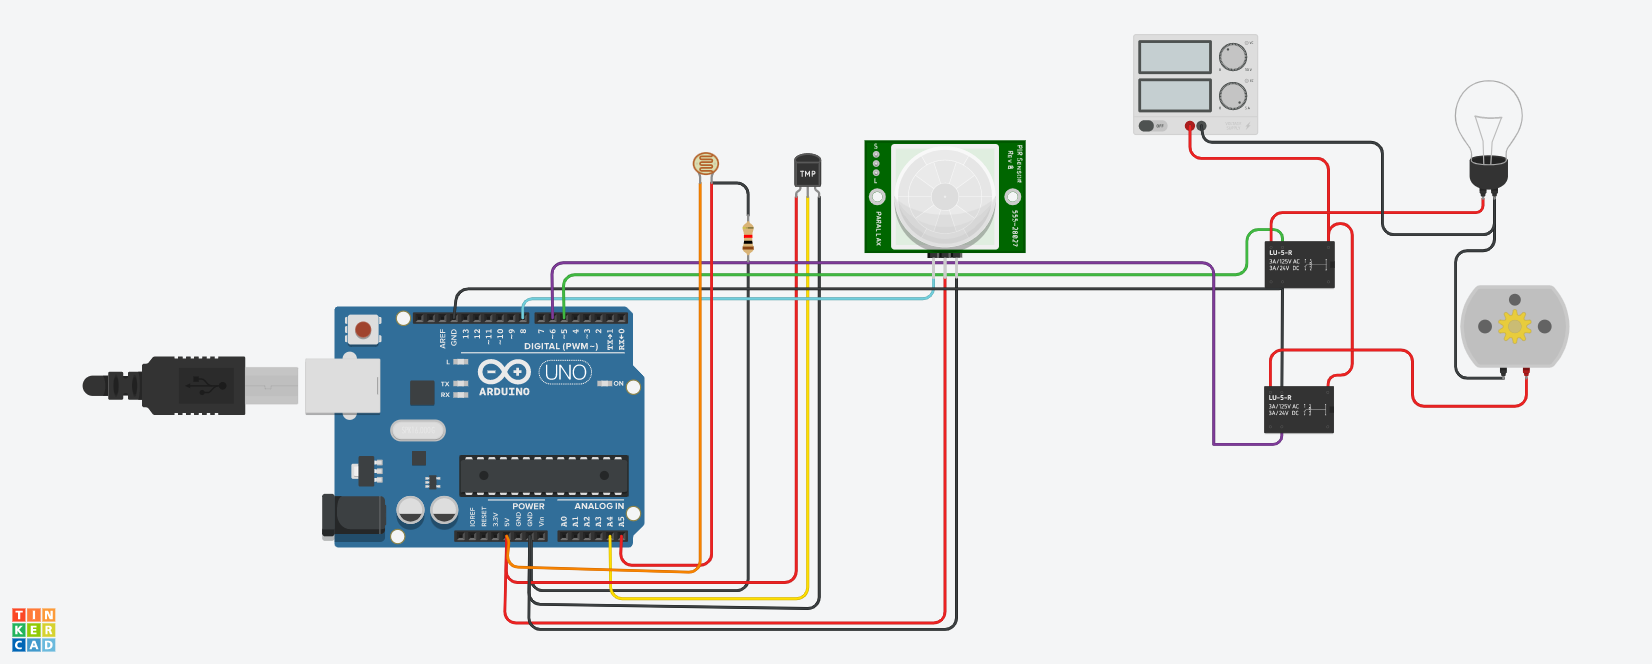 OFF
TMP
S
L
PIR Sensor
Rev B
PARALLAX
555-28027
LU-5-R
3A/125V AC
3A/24V DC
LU-5-R
3A/125V AC
3A/24V DC
AREF
GND
13
12
~11
~10
~9
8
7
~6
~5
4
~3
2
TX→1
RX←0
DIGITAL (PWM~)
L
TX
RX
ARDUINO
UNO
ON
POWER
ANALOG IN
IOREF
RESET
3.3V
5V
GND
GND
Vin
A0
A1
A2
A3
A4
A5
TIN
KER
CAD